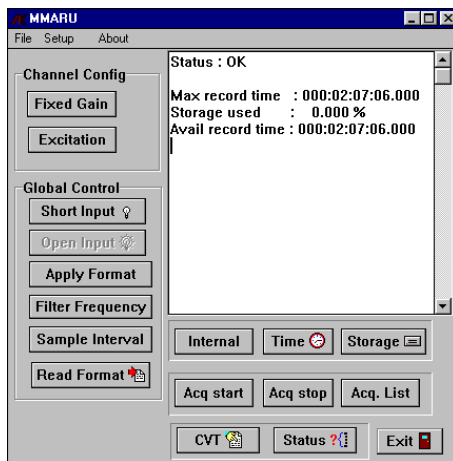 MMARU
File Setup About
Channel Config
Fixed Gain
Excitation
Global Control
Short Input
Open Input
Apply Format
Filter Frequency
Sample Interval
Read Format
Status : OK
Max record time : 000:02:07:06.000
Storage used : 0.000 %
Avail record time : 000:02:07:06.000
Internal Time Storage
Acq start Acq stop Acq. List
CVT Status ?{} Exit